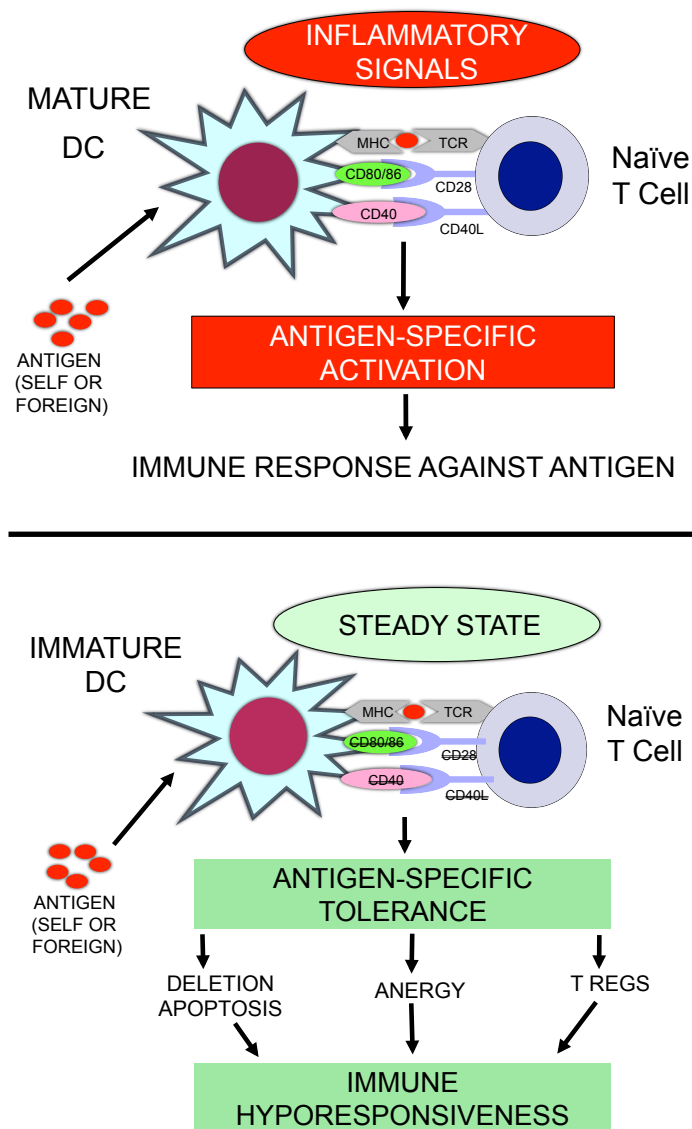 INFLAMMATORY
SIGNALS
MATURE
DC
MHC
TCR
CD80/86
CD28
CD40
CD40L
Naïve
T Cell
ANTIGEN
(SELF OR
FOREIGN)
ANTIGEN-SPECIFIC
ACTIVATION
IMMUNE RESPONSE AGAINST ANTIGEN
STEADY STATE
IMMATURE
DC
MHC
TCR
CD80/86
CD28
CD40
CD40L
Naïve
T Cell
ANTIGEN
(SELF OR
FOREIGN)
ANTIGEN-SPECIFIC
TOLERANCE
DELETION
APOPTOSIS
ANERGY
T REGS
IMMUNE
HYPORESPONSIVENESS